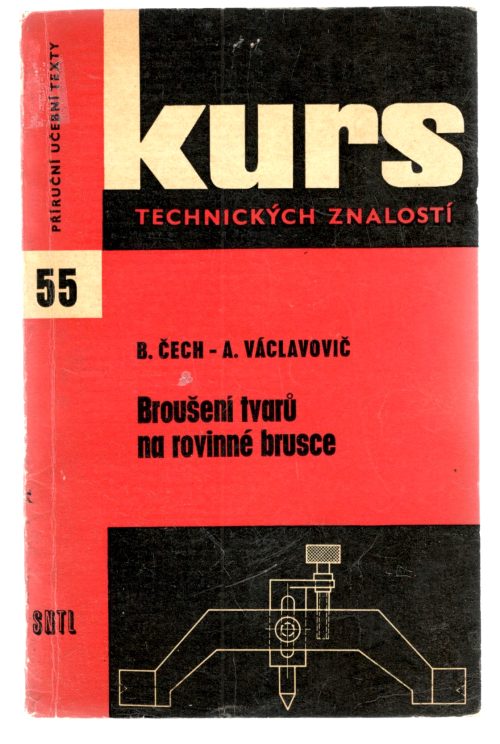 PŘÍRUČNÍ UČEBNÍ TEXTY
kurs
TECHNICKÝCH ZNALOSTÍ
55
B. ČECH - A. VÁCLAVOVIČ
Broušení tvarů
na rovinné brusce
SNTL